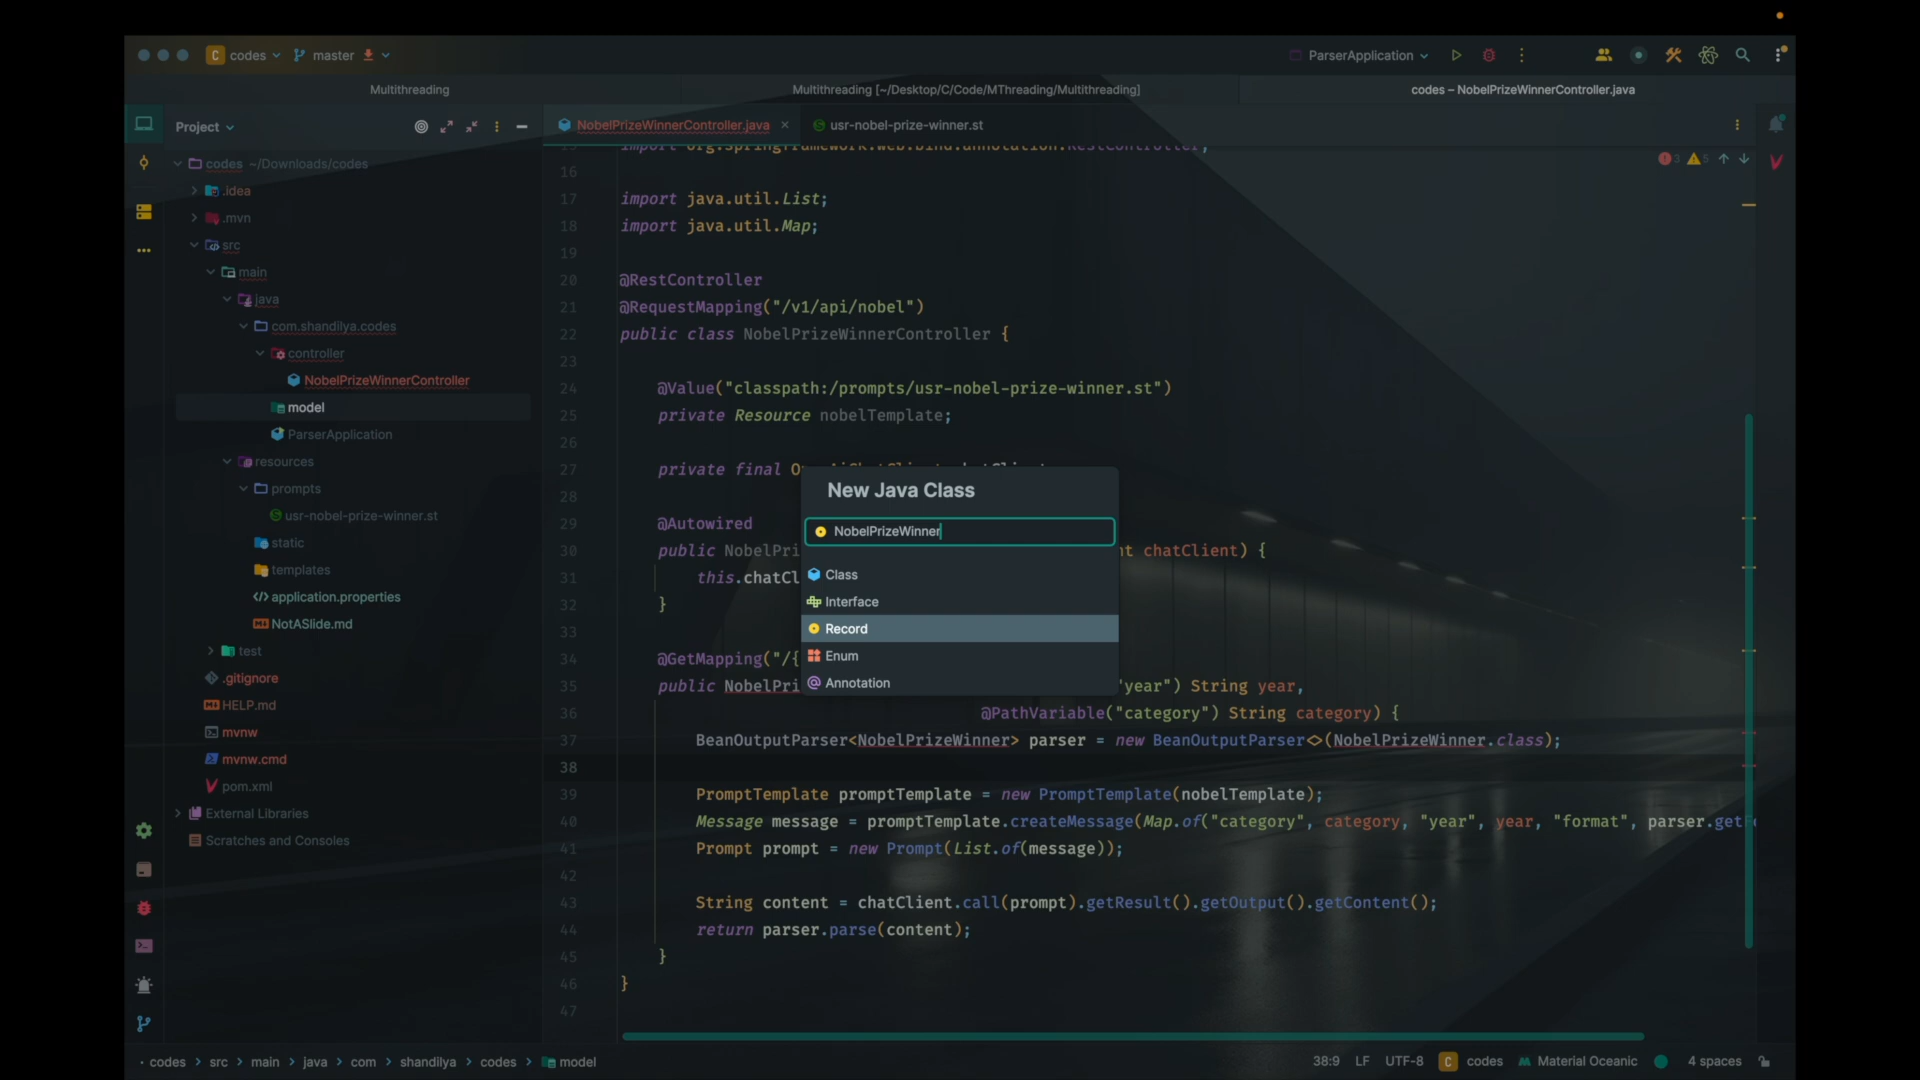 codes
master
ParserApplication
Multithreading
Multithreading [~/Desktop/C/Code/MThreading/Multithreading]
codes – NobelPrizeWinnerController.java
Project
NobelPrizeWinnerController.java
usr-nobel-prize-winner.st
3 5
codes ~/Downloads/codes
.idea
.mvn
src
main
java
com.shandilya.codes
controller
NobelPrizeWinnerController
model
ParserApplication
resources
prompts
usr-nobel-prize-winner.st
static
templates
application.properties
NotASlide.md
test
.gitignore
HELP.md
mvnw
mvnw.cmd
pom.xml
External Libraries
Scratches and Consoles
import org.springframework.web.bind.annotation.RestController;
16
17 import java.util.List;
18 import java.util.Map;
19
20 @RestController
21 @RequestMapping("/v1/api/nobel")
22 public class NobelPrizeWinnerController {
23
24 @Value("classpath:/prompts/usr-nobel-prize-winner.st")
25 private Resource nobelTemplate;
26
27 private final
28
29 @Autowired
30 public NobelPri nt chatClient) {
31 this.chatCl
32 }
33
34 @GetMapping("/{
35 public NobelPri "year") String year,
36 @PathVariable("category") String category) {
37 BeanOutputParser<NobelPrizeWinner> parser = new BeanOutputParser<>(NobelPrizeWinner.class);
38
39 PromptTemplate promptTemplate = new PromptTemplate(nobelTemplate);
40 Message message = promptTemplate.createMessage(Map.of("category", category, "year", year, "format", parser.getFo
41 Prompt prompt = new Prompt(List.of(message));
42
43 String content = chatClient.call(prompt).getResult().getOutput().getContent();
44 return parser.parse(content);
45 }
46 }
47
New Java Class
NobelPrizeWinner
Class
Interface
Record
Enum
Annotation
codes > src > main > java > com > shandilya > codes > model
38:9 LF UTF-8 C codes Material Oceanic 4 spaces